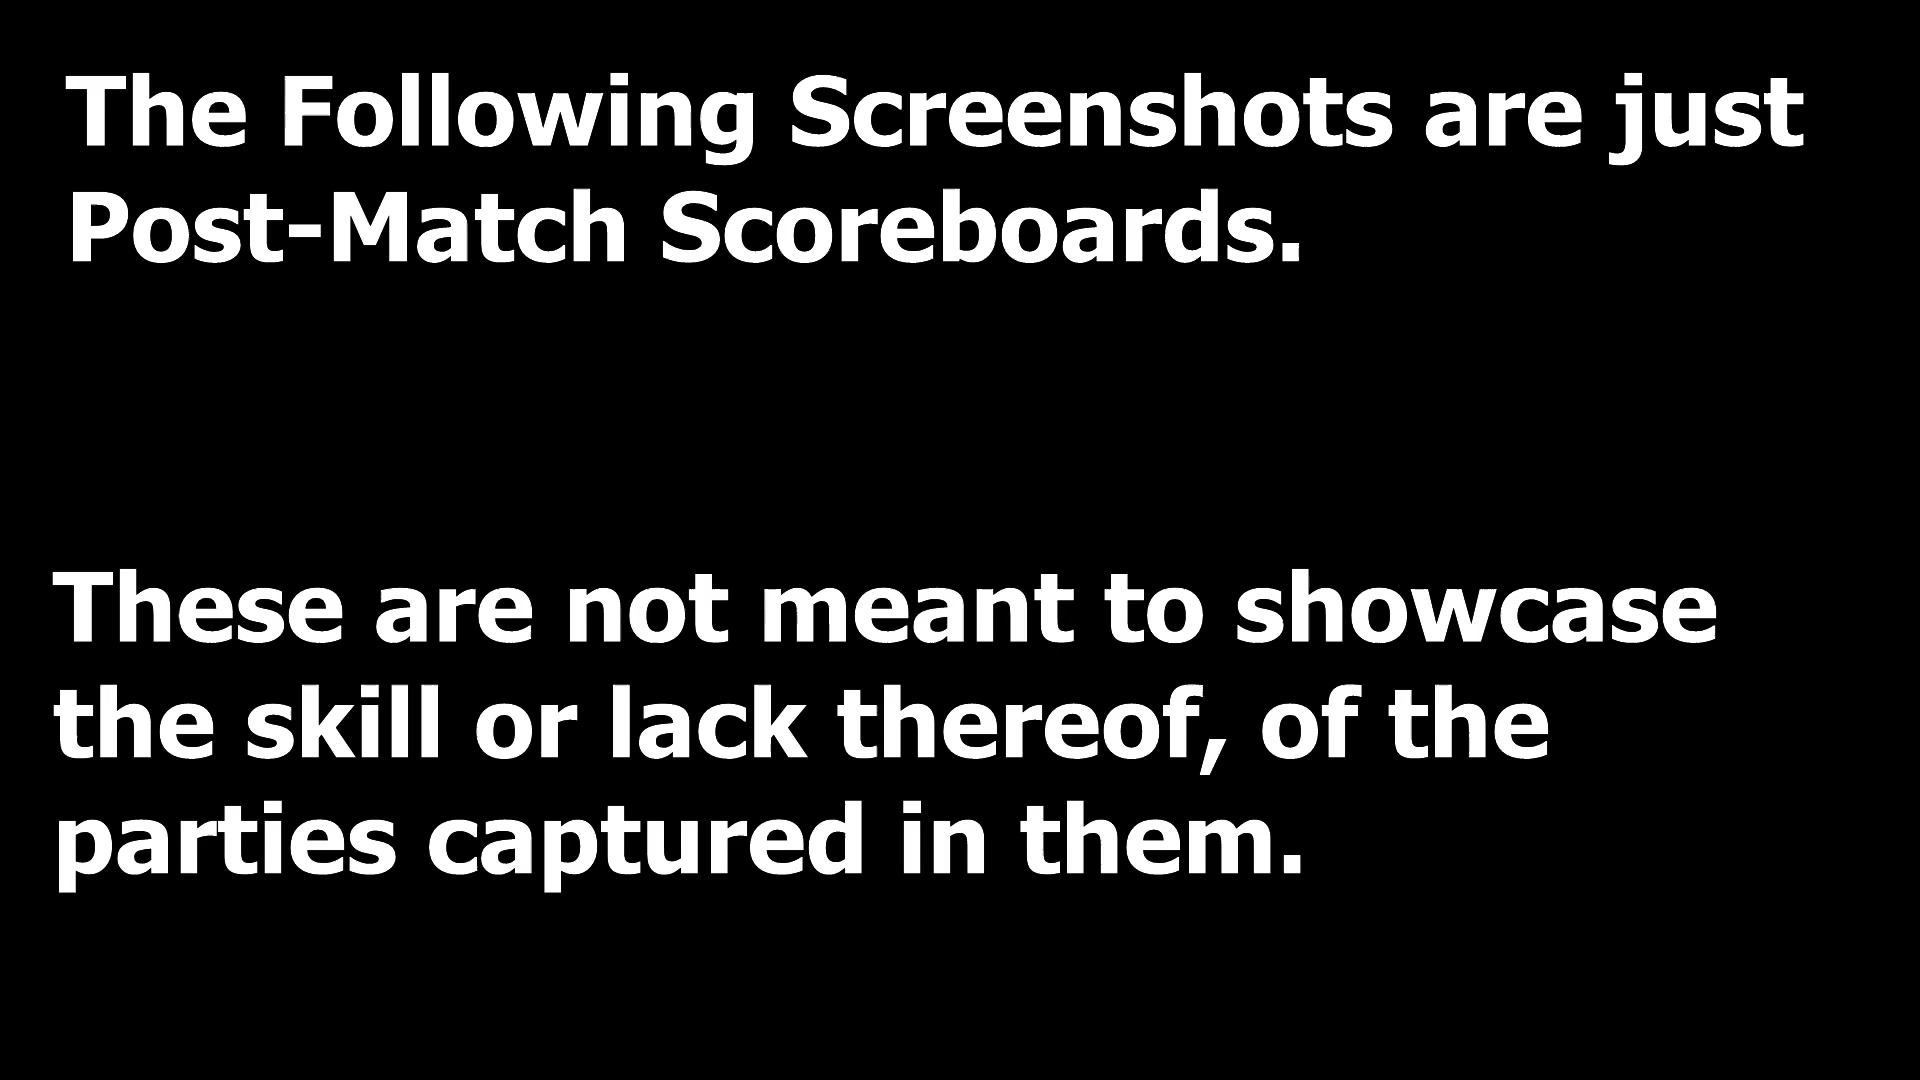 The Following Screenshots are just
Post-Match Scoreboards.
These are not meant to showcase
the skill or lack thereof, of the
parties captured in them.